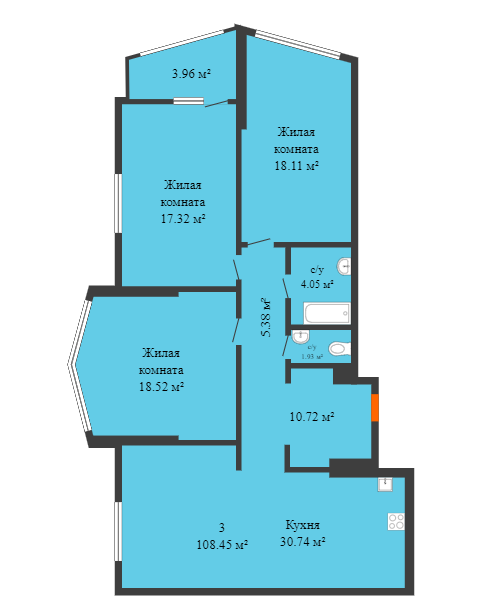 3.96 м²
Жилая
комната
18.11 м²
Жилая
комната
17.32 м²
с/у
4.05 м²
5.38 м²
с/у
1.93 м²
Жилая
комната
18.52 м²
10.72 м²
3
108.45 м²
Кухня
30.74 м²